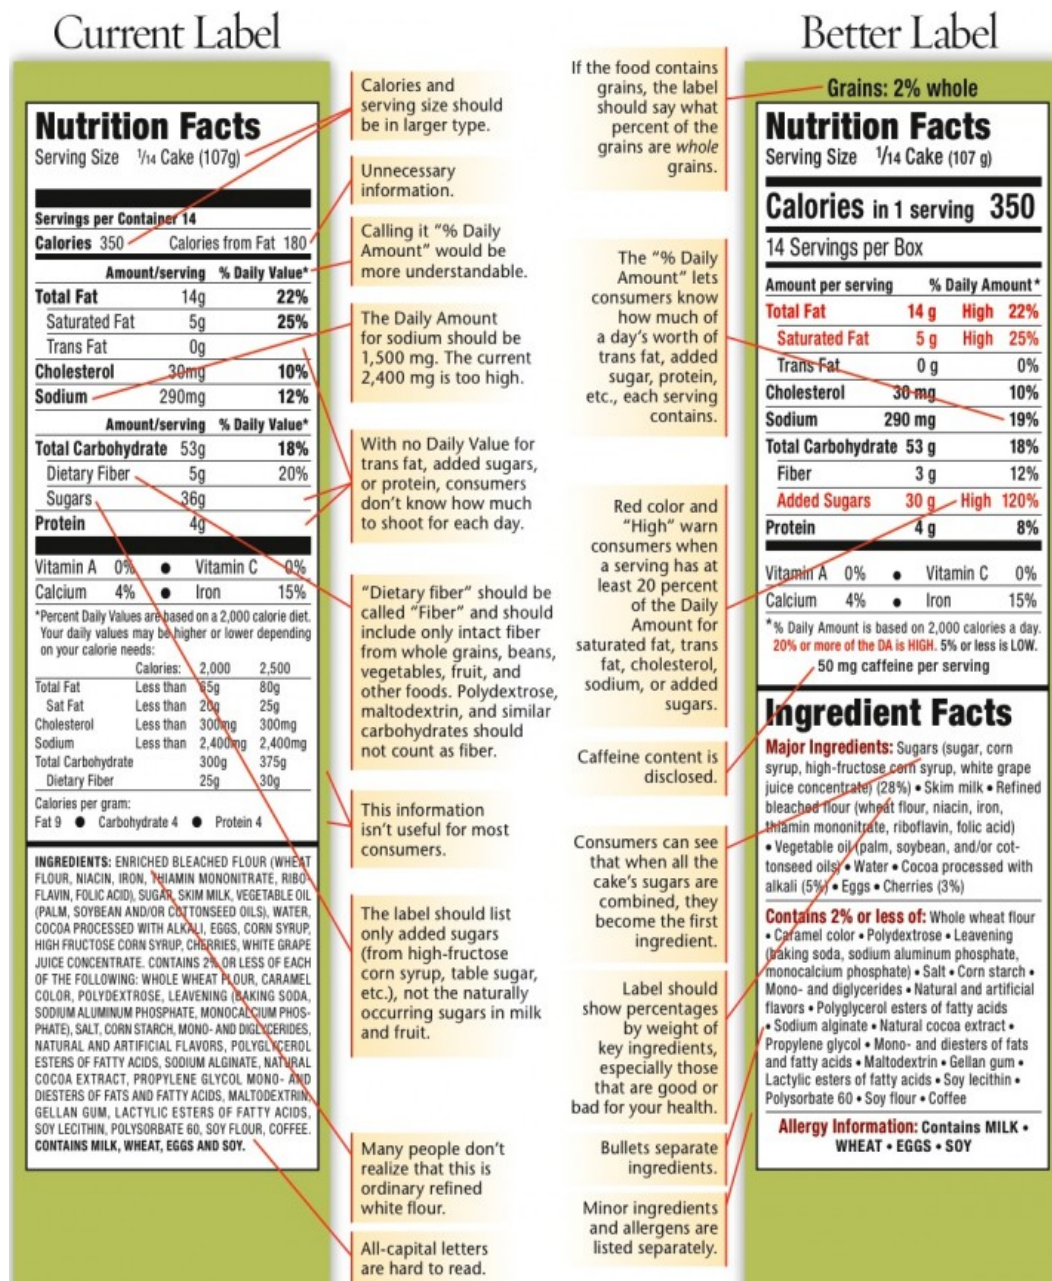 Current Label
Nutrition Facts
Serving Size 1/14 Cake (107g)
Servings per Container 14
Calories 350 Calories from Fat 180
Amount/serving % Daily Value*
Total Fat 14g 22%
Saturated Fat 5g 25%
Trans Fat 0g
Cholesterol 30mg 10%
Sodium 290mg 12%
Amount/serving % Daily Value*
Total Carbohydrate 53g 18%
Dietary Fiber 5g 20%
Sugars 36g
Protein 4g
Vitamin A 0% ● Vitamin C 0%
Calcium 4% ● Iron 15%
*Percent Daily Values are based on a 2,000 calorie diet.
Your daily values may be higher or lower depending
on your calorie needs:
Calories: 2,000 2,500
Total Fat Less than 65g 80g
Sat Fat Less than 20g 25g
Cholesterol Less than 300mg 300mg
Sodium Less than 2,400mg 2,400mg
Total Carbohydrate 300g 375g
Dietary Fiber 25g 30g
Calories per gram:
Fat 9 ● Carbohydrate 4 ● Protein 4
INGREDIENTS: ENRICHED BLEACHED FLOUR (WHEAT
FLOUR, NIACIN, IRON, THIAMIN MONONITRATE, RIBO-
FLAVIN, FOLIC ACID), SUGAR, SKIM MILK, VEGETABLE OIL
(PALM, SOYBEAN AND/OR COTTONSEED OILS), WATER,
COCOA PROCESSED WITH ALKALI, EGGS, CORN SYRUP,
HIGH FRUCTOSE CORN SYRUP, CHERRIES, WHITE GRAPE
JUICE CONCENTRATE. CONTAINS 2% OR LESS OF EACH
OF THE FOLLOWING: WHOLE WHEAT FLOUR, CARAMEL
COLOR, POLYDEXTROSE, LEAVENING (BAKING SODA,
SODIUM ALUMINUM PHOSPHATE, MONOCALCIUM PHOS-
PHATE), SALT, CORN STARCH, MONO- AND DIGLYCERIDES,
NATURAL AND ARTIFICIAL FLAVORS, POLYGLYCEROL
ESTERS OF FATTY ACIDS, SODIUM ALGINATE, NATURAL
COCOA EXTRACT, PROPYLENE GLYCOL MONO- AND
DIESTERS OF FATS AND FATTY ACIDS, MALTODEXTRIN,
GELLAN GUM, LACTYLIC ESTERS OF FATTY ACIDS,
SOY LECITHIN, POLYSORBATE 60, SOY FLOUR, COFFEE.
CONTAINS MILK, WHEAT, EGGS AND SOY.
Calories and
serving size should
be in larger type.
Unnecessary
information.
Calling it "% Daily
Amount" would be
more understandable.
The Daily Amount
for sodium should be
1,500 mg. The current
2,400 mg is too high.
With no Daily Value for
trans fat, added sugars,
or protein, consumers
don't know how much
to shoot for each day.
"Dietary fiber" should be
called "Fiber" and should
include only intact fiber
from whole grains, beans,
vegetables, fruit, and
other foods. Polydextrose,
maltodextrin, and similar
carbohydrates should
not count as fiber.
This information
isn't useful for most
consumers.
The label should list
only added sugars
(from high-fructose
corn syrup, table sugar,
etc.), not the naturally
occurring sugars in milk
and fruit.
Many people don't
realize that this is
ordinary refined
white flour.
All-capital letters
are hard to read.
If the food contains
grains, the label
should say what
percent of the
grains are whole
grains.
The "% Daily
Amount" lets
consumers know
how much of
a day's worth of
trans fat, added
sugar, protein,
etc., each serving
contains.
Red color and
"High" warn
consumers when
a serving has at
least 20 percent
of the Daily
Amount for
saturated fat, trans
fat, cholesterol,
sodium, or added
sugars.
Caffeine content is
disclosed.
Consumers can see
that when all the
cake's sugars are
combined, they
become the first
ingredient.
Label should
show percentages
by weight of
key ingredients,
especially those
that are good or
bad for your health.
Bullets separate
ingredients.
Minor ingredients
and allergens are
listed separately.
Better Label
Grains: 2% whole
Nutrition Facts
Serving Size 1/14 Cake (107 g)
Calories in 1 serving 350
14 Servings per Box
Amount per serving % Daily Amount*
Total Fat 14 g High 22%
Saturated Fat 5 g High 25%
Trans Fat 0 g 0%
Cholesterol 30 mg 10%
Sodium 290 mg 19%
Total Carbohydrate 53 g 18%
Fiber 3 g 12%
Added Sugars 30 g High 120%
Protein 4 g 8%
Vitamin A 0% ● Vitamin C 0%
Calcium 4% ● Iron 15%
*% Daily Amount is based on 2,000 calories a day.
20% or more of the DA is HIGH. 5% or less is LOW.
50 mg caffeine per serving
Ingredient Facts
Major Ingredients: Sugars (sugar, corn
syrup, high-fructose corn syrup, white grape
juice concentrate) (28%) • Skim milk • Refined
bleached flour (wheat flour, niacin, iron,
thiamin mononitrate, riboflavin, folic acid)
• Vegetable oil (palm, soybean, and/or cot-
tonseed oils) • Water • Cocoa processed with
alkali (5%) • Eggs • Cherries (3%)
Contains 2% or less of: Whole wheat flour
• Caramel color • Polydextrose • Leavening
(baking soda, sodium aluminum phosphate,
monocalcium phosphate) • Salt • Corn starch •
Mono- and diglycerides • Natural and artificial
flavors • Polyglycerol esters of fatty acids
• Sodium alginate • Natural cocoa extract •
Propylene glycol • Mono- and diesters of fats
and fatty acids • Maltodextrin • Gellan gum •
Lactylic esters of fatty acids • Soy lecithin •
Polysorbate 60 • Soy flour • Coffee
Allergy Information: Contains MILK •
WHEAT • EGGS • SOY